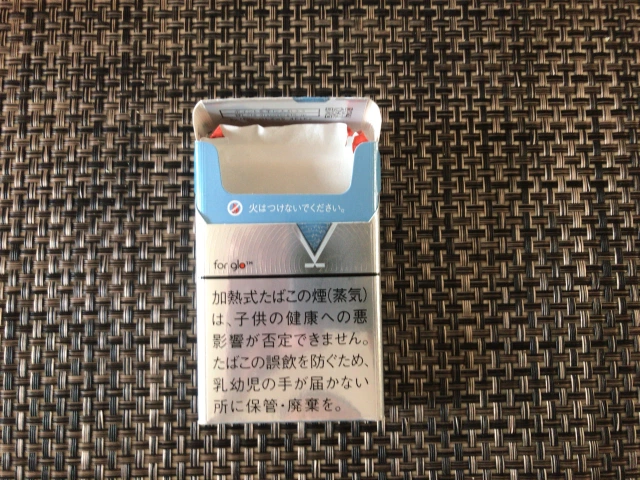 火はつけないでください。
for glo™
加熱式たばこの煙(蒸気)
は、子供の健康への悪
影響が否定できません。
たばこの誤飲を防ぐため、
乳幼児の手が届かない
所に保管・廃棄を。